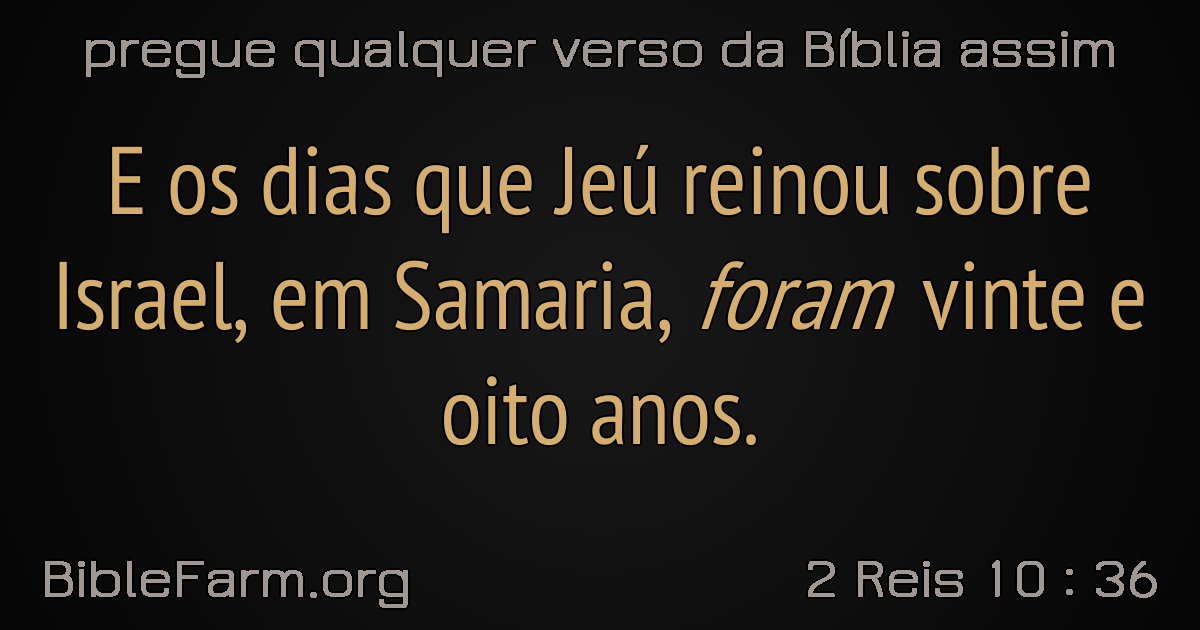 pregue qualquer verso da Bíblia assim
E os dias que Jeú reinou sobre
Israel, em Samaria, foram vinte e
oito anos.
BibleFarm.org
2 Reis 10 : 36